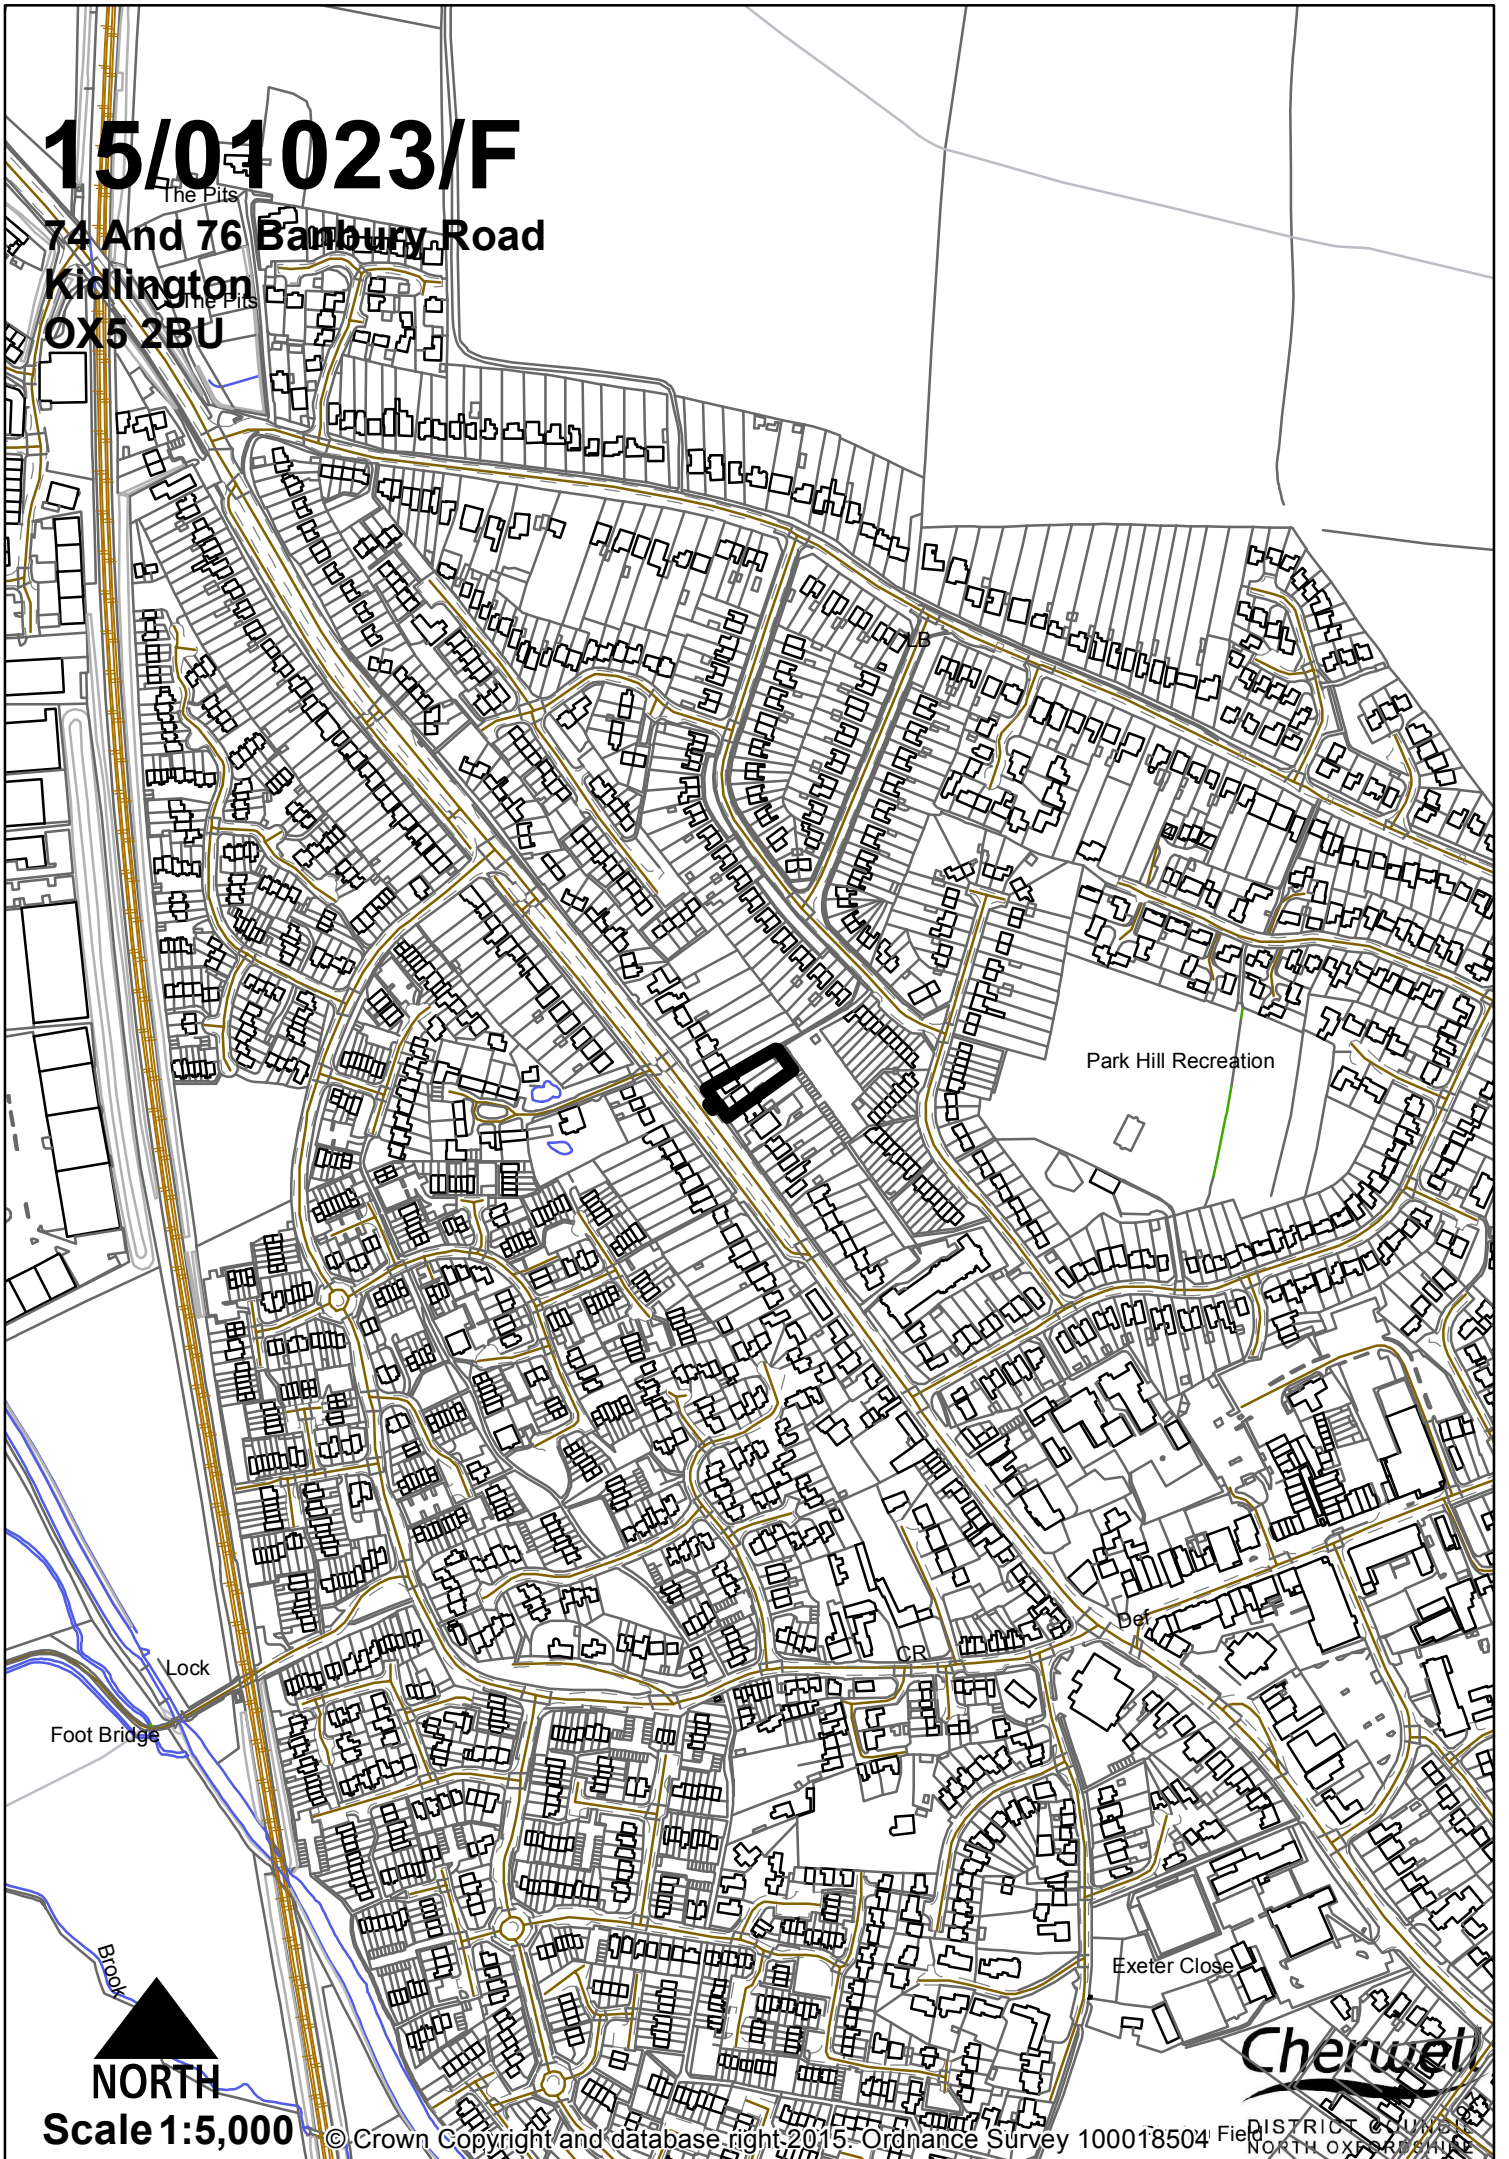 15/01023/F
The Pits
74 And 76 Banbury Road
Kidlington
The Pits
OX5 2BU
LB
Park Hill Recreation
Def
CR
Lock
Foot Bridge
Exeter Close
Brook
NORTH
Scale 1:5,000
© Crown Copyright and database right 2015. Ordnance Survey 100018504
Field
Cherwell
DISTRICT COUNCIL
NORTH OXFORDSHIRE